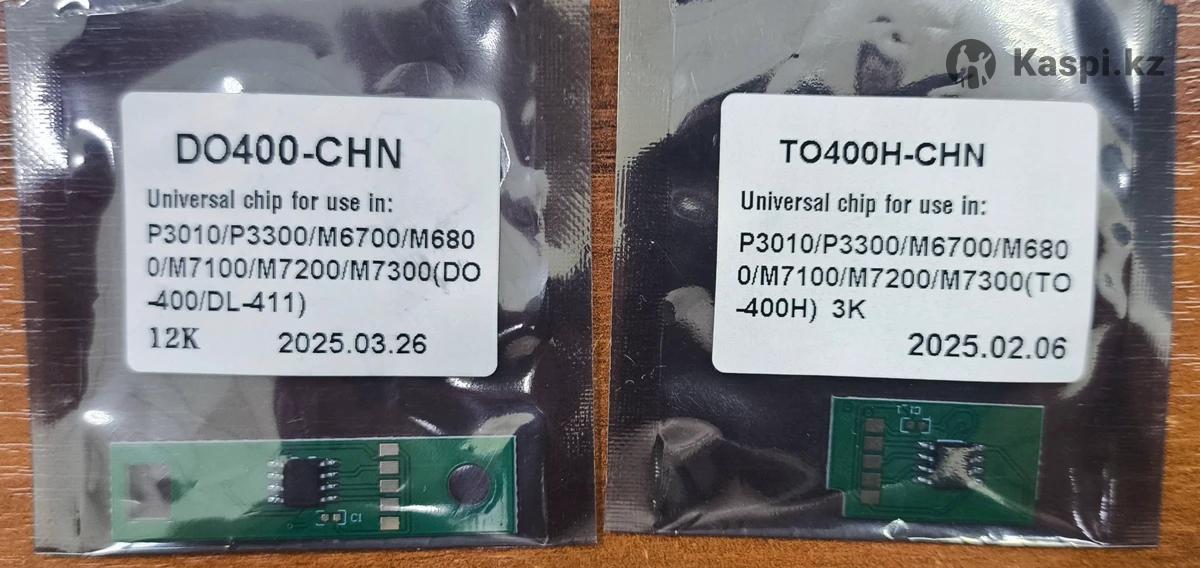 Kaspi.kz
DO400-CHN
Universal chip for use in:
P3010/P3300/M6700/M680
0/M7100/M7200/M7300(DO
-400/DL-411)
12K 2025.03.26
C1
TO400H-CHN
Universal chip for use in:
P3010/P3300/M6700/M680
0/M7100/M7200/M7300(TO
-400H) 3K
2025.02.06